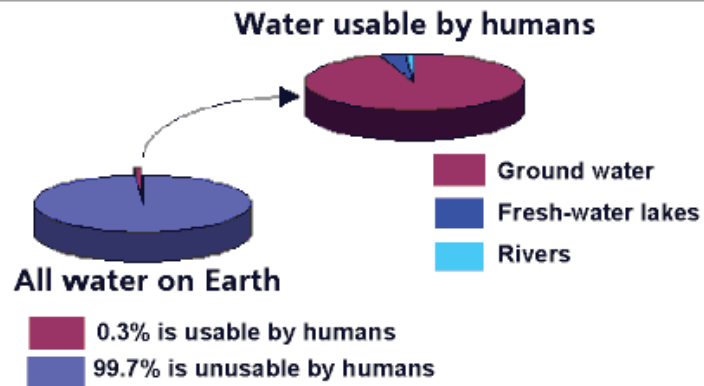 Water usable by humans
Ground water
Fresh-water lakes
Rivers
All water on Earth
0.3% is usable by humans
99.7% is unusable by humans